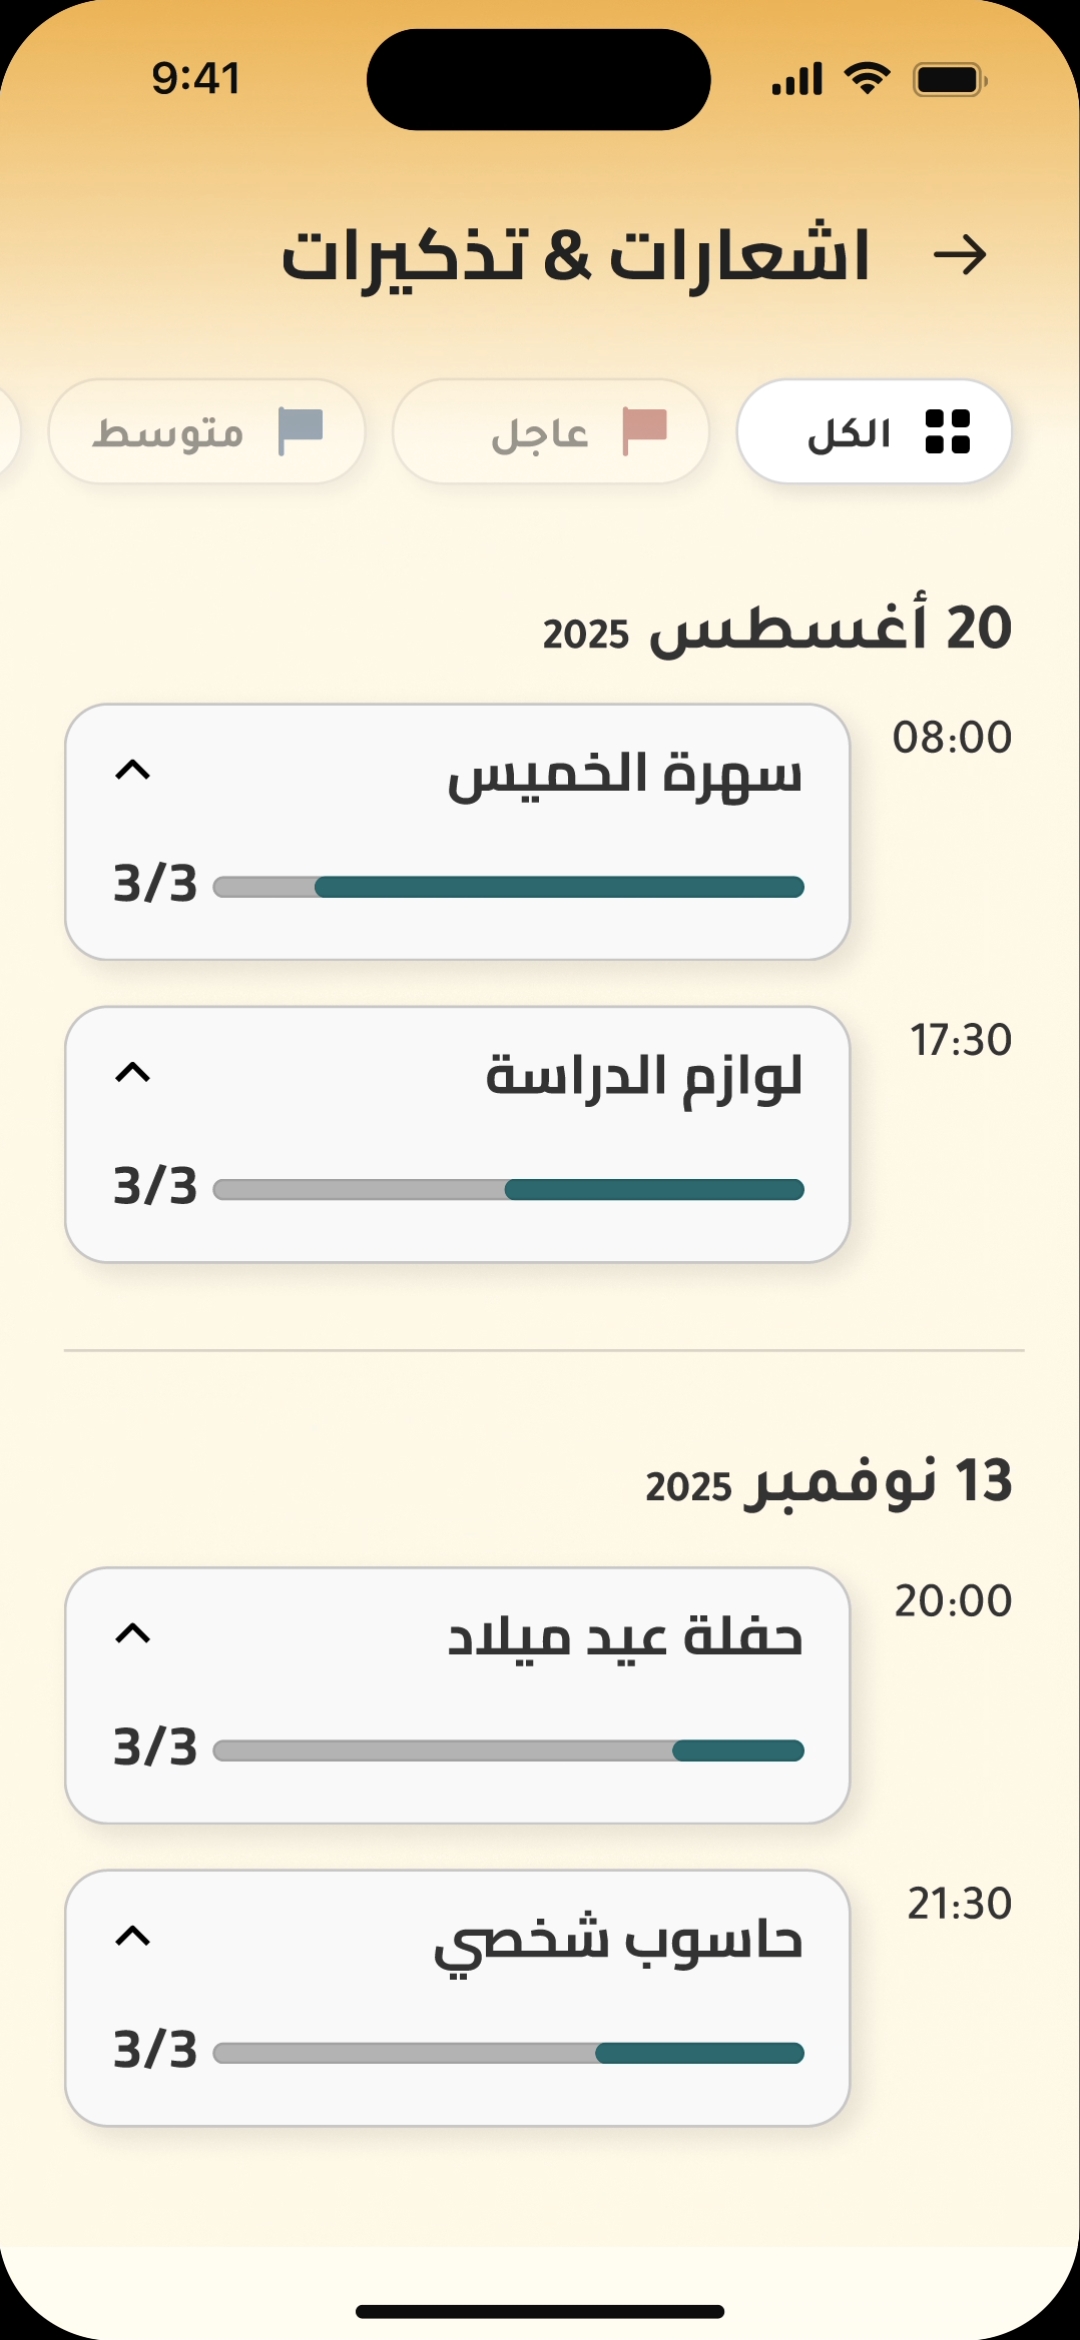 9:41
اشعارات & تذكيرات
الكل
عاجل
متوسط
20 أغسطس 2025
08:00
سهرة الخميس
3/3
17:30
لوازم الدراسة
3/3
13 نوفمبر 2025
20:00
حفلة عيد ميلاد
3/3
21:30
حاسوب شخصي
3/3